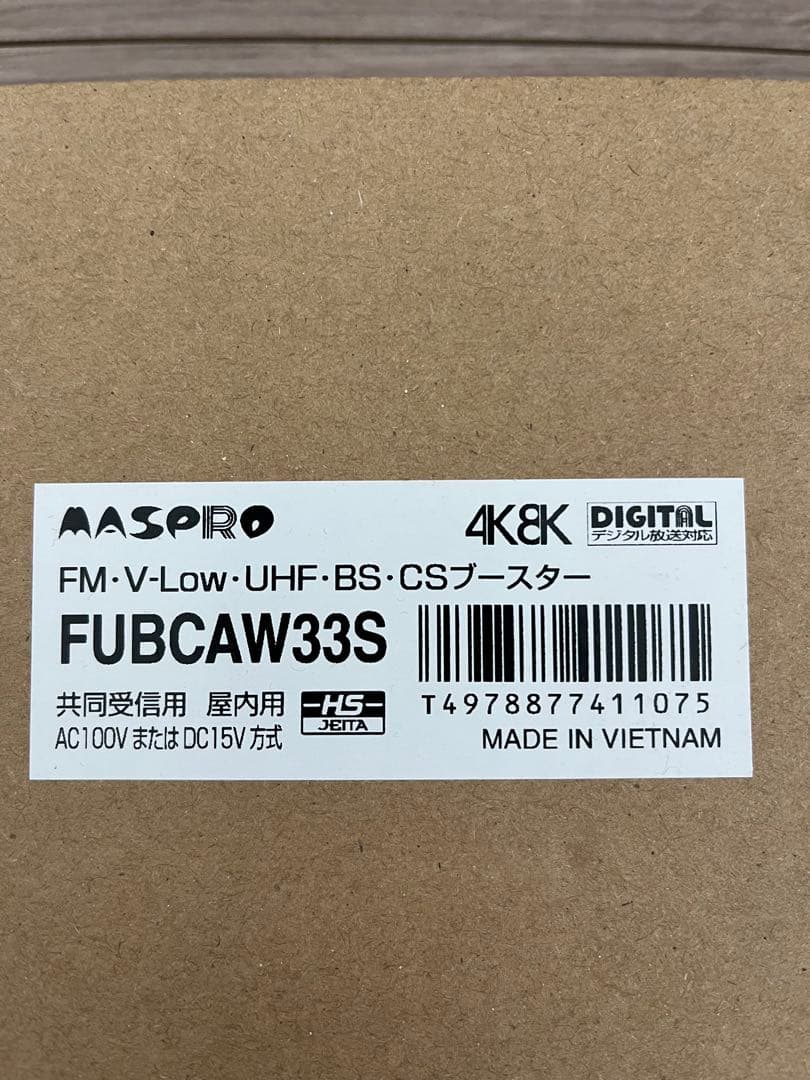 MASPRO 4K8K DIGITAL
デジタル放送対応
FM・V-Low・UHF・BS・CSブースター
FUBCAW33S
共同受信用 屋内用 HS T4978877411075
JEITA
AC100VまたはDC15V方式 MADE IN VIETNAM